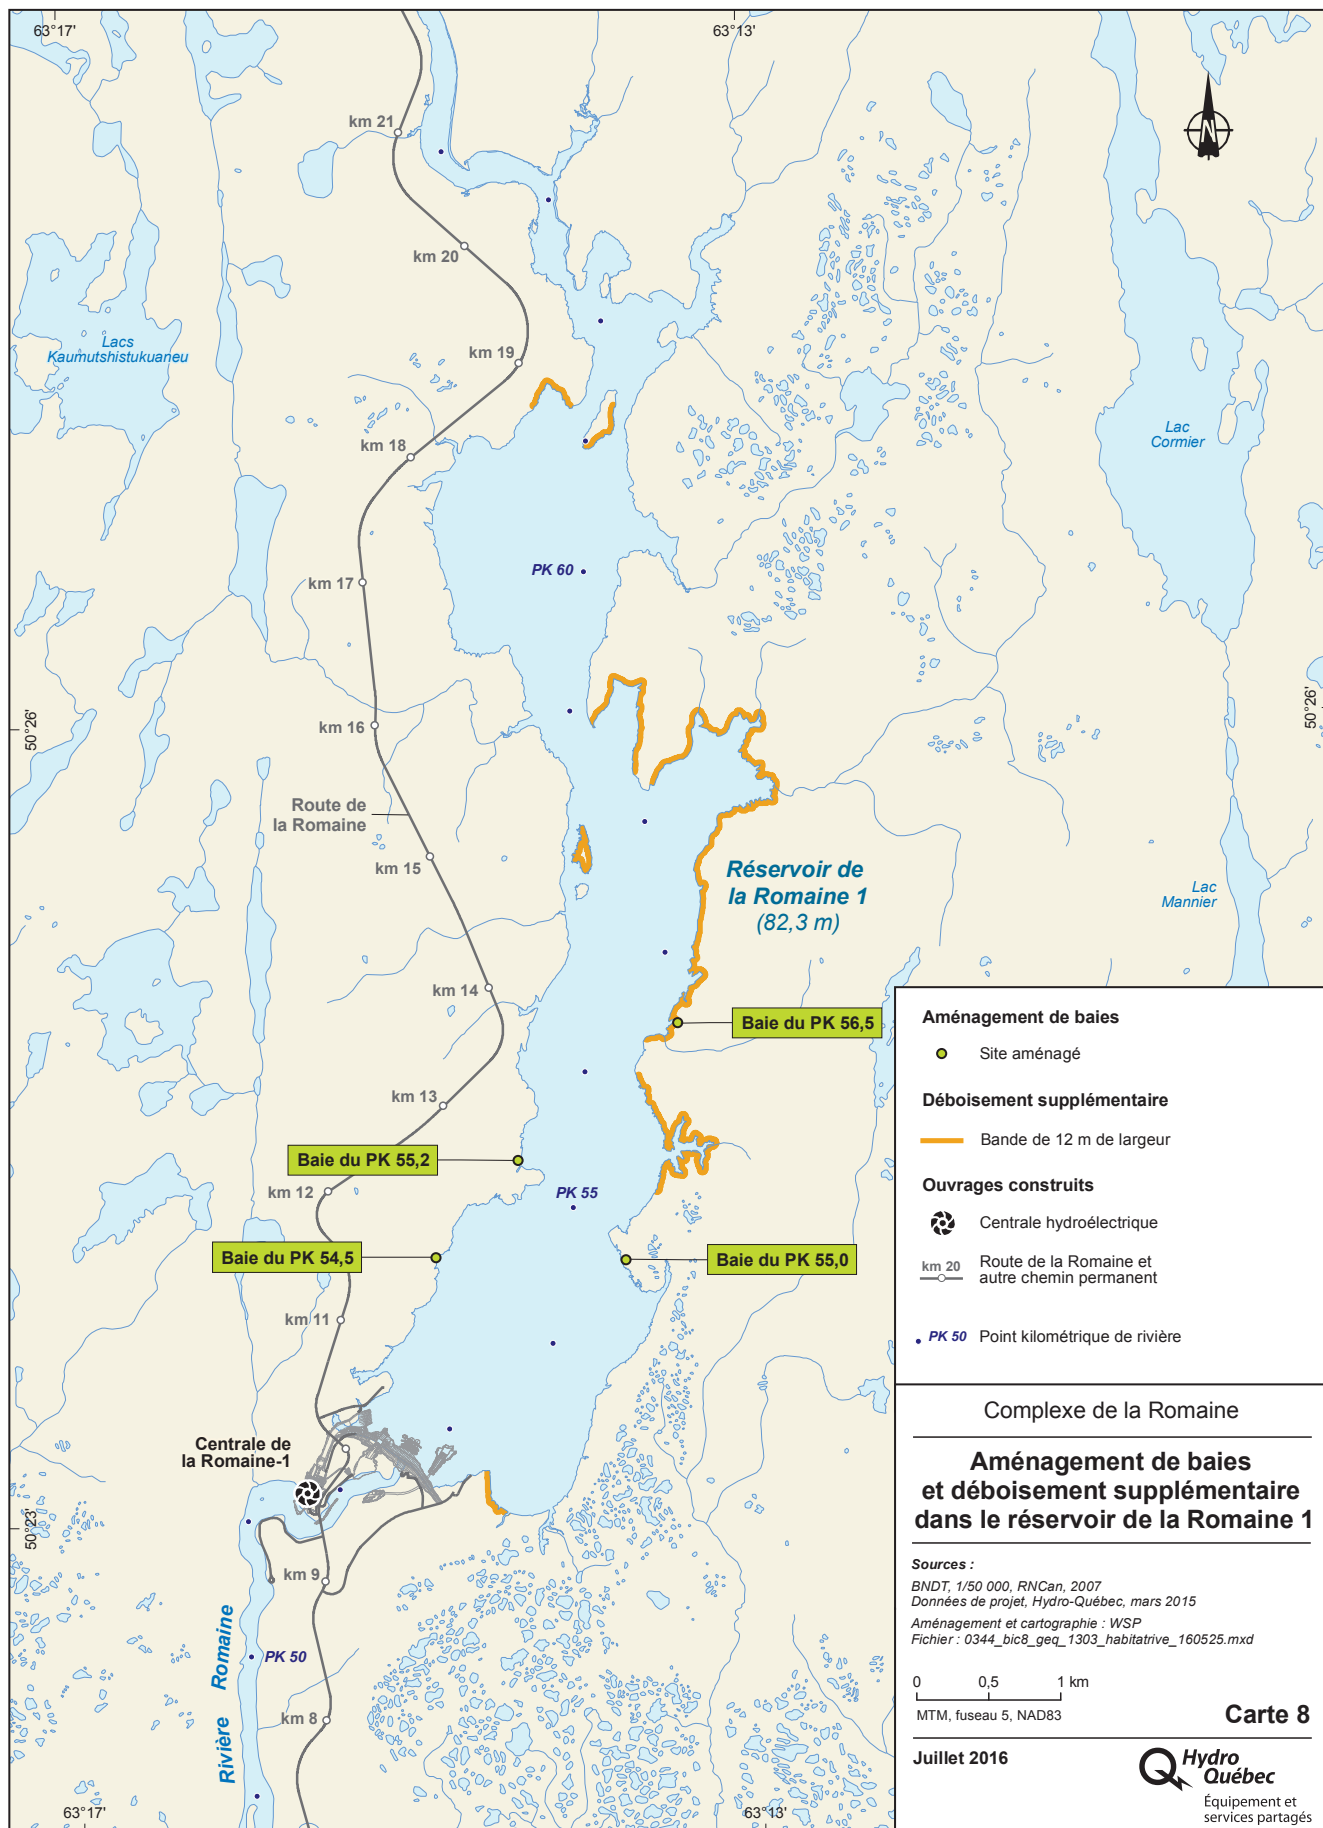 63°17'
63°13'
km 21
km 20
Lacs
Kaumutshistukuaneu
km 19
km 18
Lac
Cormier
PK 60
km 17
50°26'
50°26'
km 16
Route de
la Romaine
km 15
Réservoir de
la Romaine 1
(82,3 m)
Lac
Mannier
km 14
Baie du PK 56,5
km 13
Baie du PK 55,2
km 12
PK 55
Baie du PK 54,5
Baie du PK 55,0
km 11
Centrale de
la Romaine-1
50°23'
km 9
Rivière Romaine
PK 50
km 8
63°17'
63°13'
Aménagement de baies
Site aménagé
Déboisement supplémentaire
Bande de 12 m de largeur
Ouvrages construits
Centrale hydroélectrique
km 20
Route de la Romaine et
autre chemin permanent
PK 50
Point kilométrique de rivière
Complexe de la Romaine
Aménagement de baies
et déboisement supplémentaire
dans le réservoir de la Romaine 1
Sources :
BNDT, 1/50 000, RNCan, 2007
Données de projet, Hydro-Québec, mars 2015
Aménagement et cartographie : WSP
Fichier : 0344_bic8_geq_1303_habitatrive_160525.mxd
0 0,5 1 km
MTM, fuseau 5, NAD83
Carte 8
Juillet 2016
Hydro
Québec
Équipement et
services partagés
N